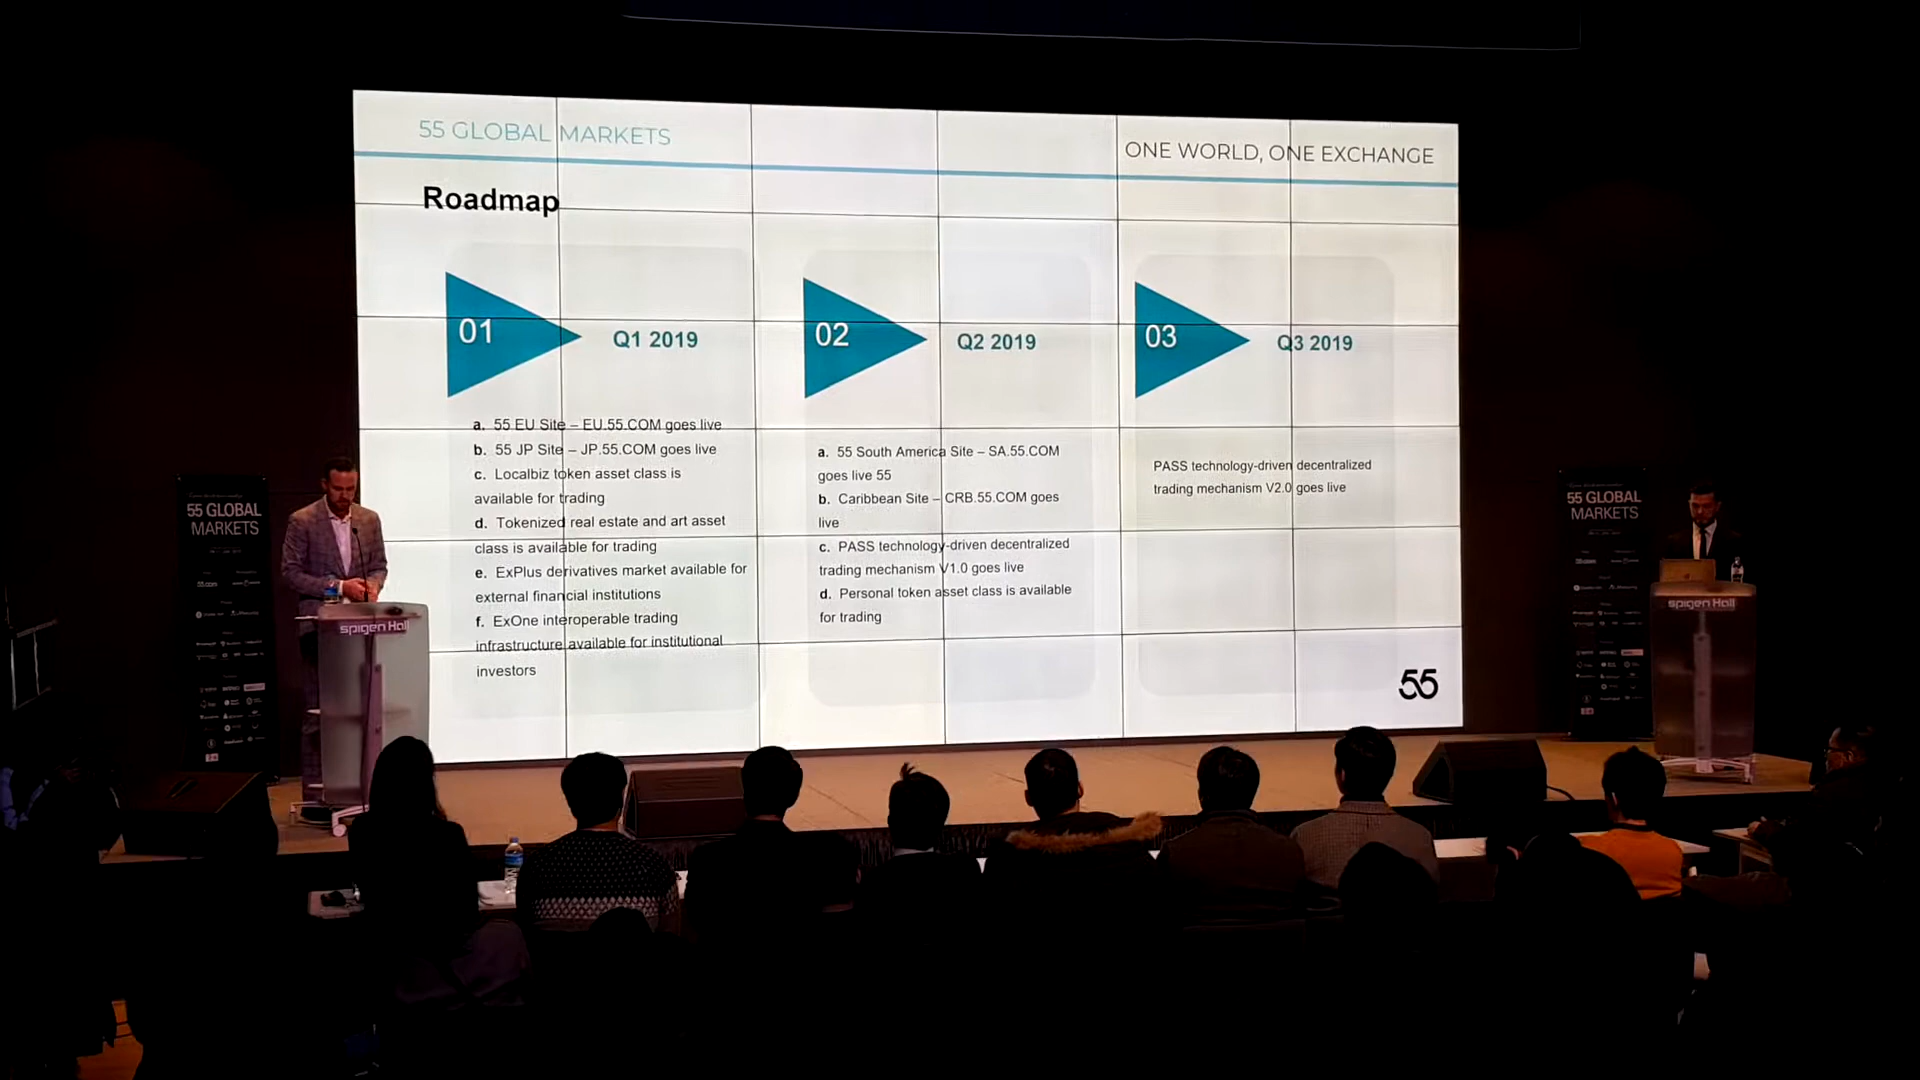 55 GLOBAL MARKETS
ONE WORLD, ONE EXCHANGE
Roadmap
01
Q1 2019
a. 55 EU Site – EU.55.COM goes live
b. 55 JP Site – JP.55.COM goes live
c. Localbiz token asset class is
available for trading
d. Tokenized real estate and art asset
class is available for trading
e. ExPlus derivatives market available for
external financial institutions
f. ExOne interoperable trading
infrastructure available for institutional
investors
02
Q2 2019
a. 55 South America Site – SA.55.COM
goes live 55
b. Caribbean Site – CRB.55.COM goes
live
c. PASS technology-driven decentralized
trading mechanism V1.0 goes live
d. Personal token asset class is available
for trading
03
Q3 2019
PASS technology-driven decentralized
trading mechanism V2.0 goes live
55
55 GLOBAL
MARKETS
spigen Hall
55 GLOBAL
MARKETS
spigen Hall